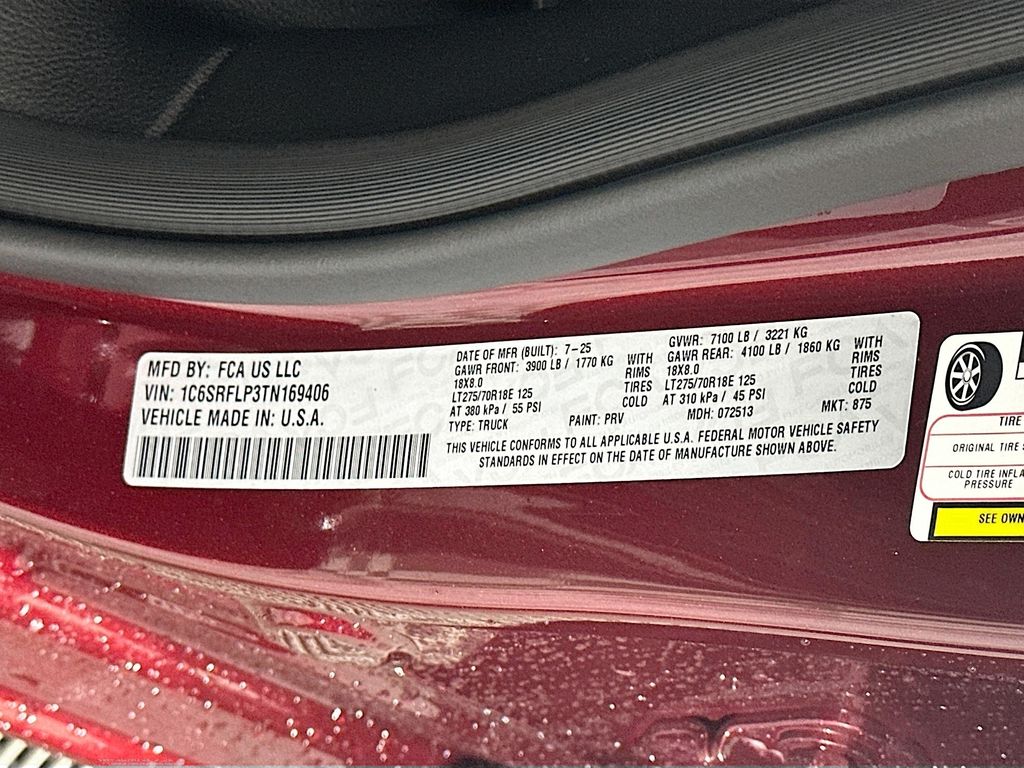 MFD BY: FCA US LLC
VIN: 1C6SRFLP3TN169406
VEHICLE MADE IN: U.S.A.
DATE OF MFR (BUILT): 7-25
GAWR FRONT: 3900 LB / 1770 KG WITH
18X8.0 RIMS
LT275/70R18E 125 TIRES
AT 380 kPa / 55 PSI COLD
TYPE: TRUCK
PAINT: PRV
GVWR: 7100 LB / 3221 KG
GAWR REAR: 4100 LB / 1860 KG WITH
18X8.0 RIMS
LT275/70R18E 125 TIRES
AT 310 kPa / 45 PSI COLD
MDH: 072513 MKT: 875
THIS VEHICLE CONFORMS TO ALL APPLICABLE U.S.A. FEDERAL MOTOR VEHICLE SAFETY
STANDARDS IN EFFECT ON THE DATE OF MANUFACTURE SHOWN ABOVE.
TIRE
ORIGINAL TIRE
COLD TIRE INFLA
PRESSURE
SEE OWN